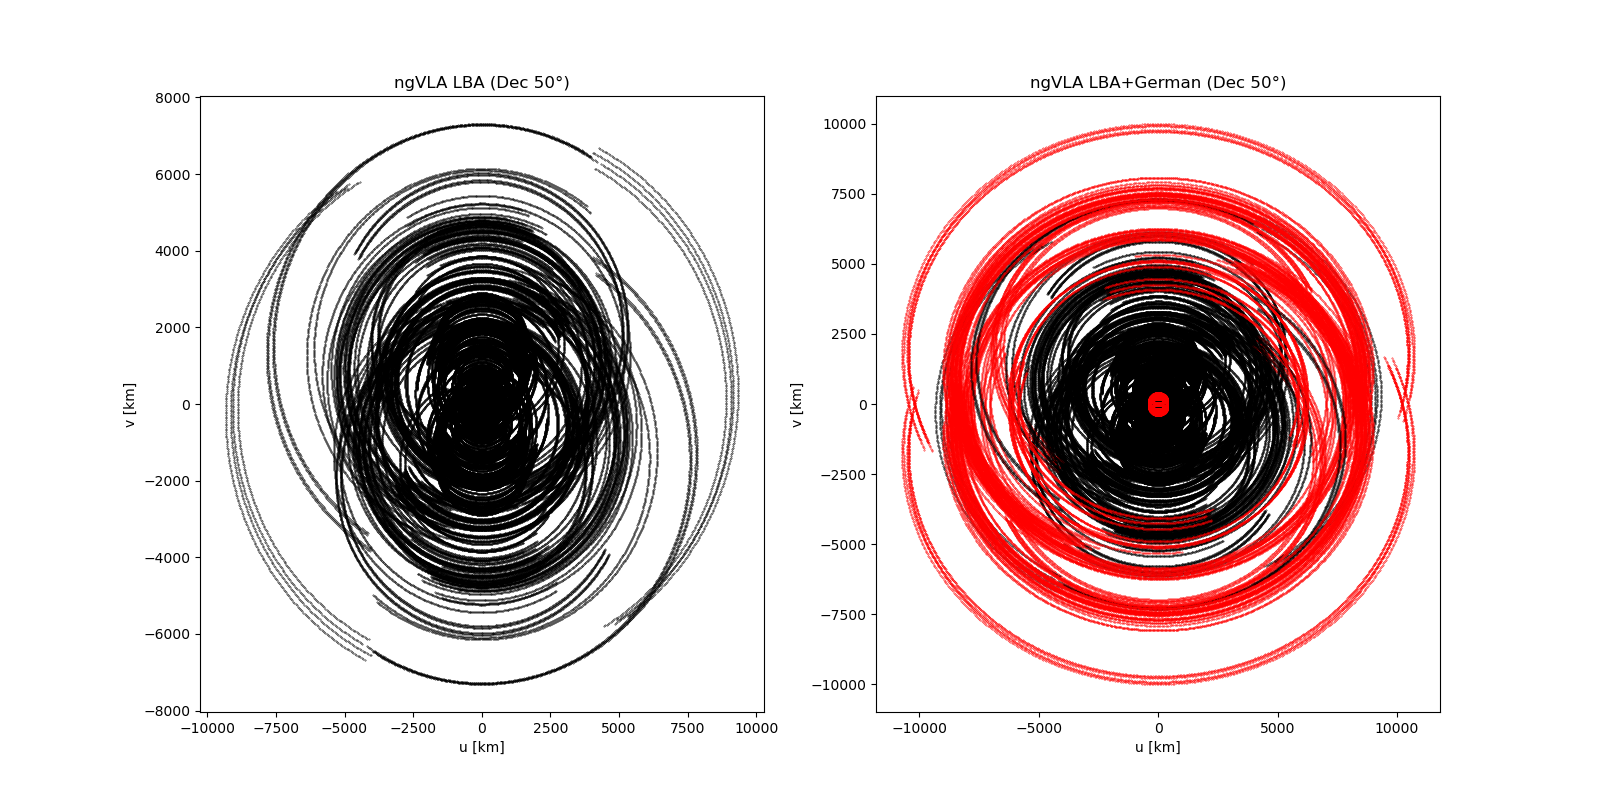 ngVLA LBA (Dec 50°)
8000
6000
4000
2000
0
−2000
−4000
−6000
−8000
v [km]
−10000 −7500 −5000 −2500 0 2500 5000 7500 10000
u [km]
ngVLA LBA+German (Dec 50°)
10000
7500
5000
2500
0
−2500
−5000
−7500
−10000
v [km]
−10000 −5000 0 5000 10000
u [km]